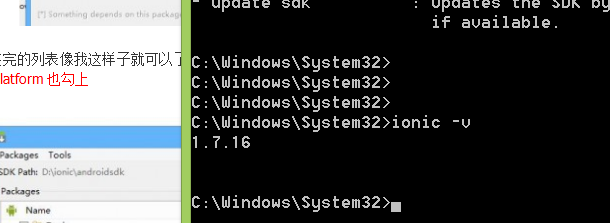 [*] Something depends on this package
完的列表像我这样子就可以了
latform 也勾上
Packages Tools
SDK Path: D:\ionic\androidsdk
Packages
Name
- update sdk : Updates the SDK by
if available.
C:\Windows\System32>
C:\Windows\System32>
C:\Windows\System32>
C:\Windows\System32>ionic -v
1.7.16
C:\Windows\System32>